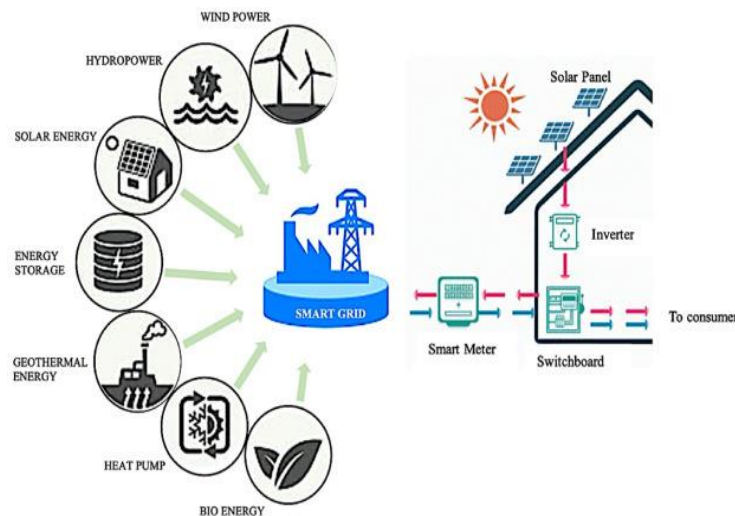 WIND POWER
HYDROPOWER
SOLAR ENERGY
ENERGY
STORAGE
GEOTHERMAL
ENERGY
HEAT PUMP
BIO ENERGY
SMART GRID
Solar Panel
Inverter
Smart Meter
Switchboard
To consumer